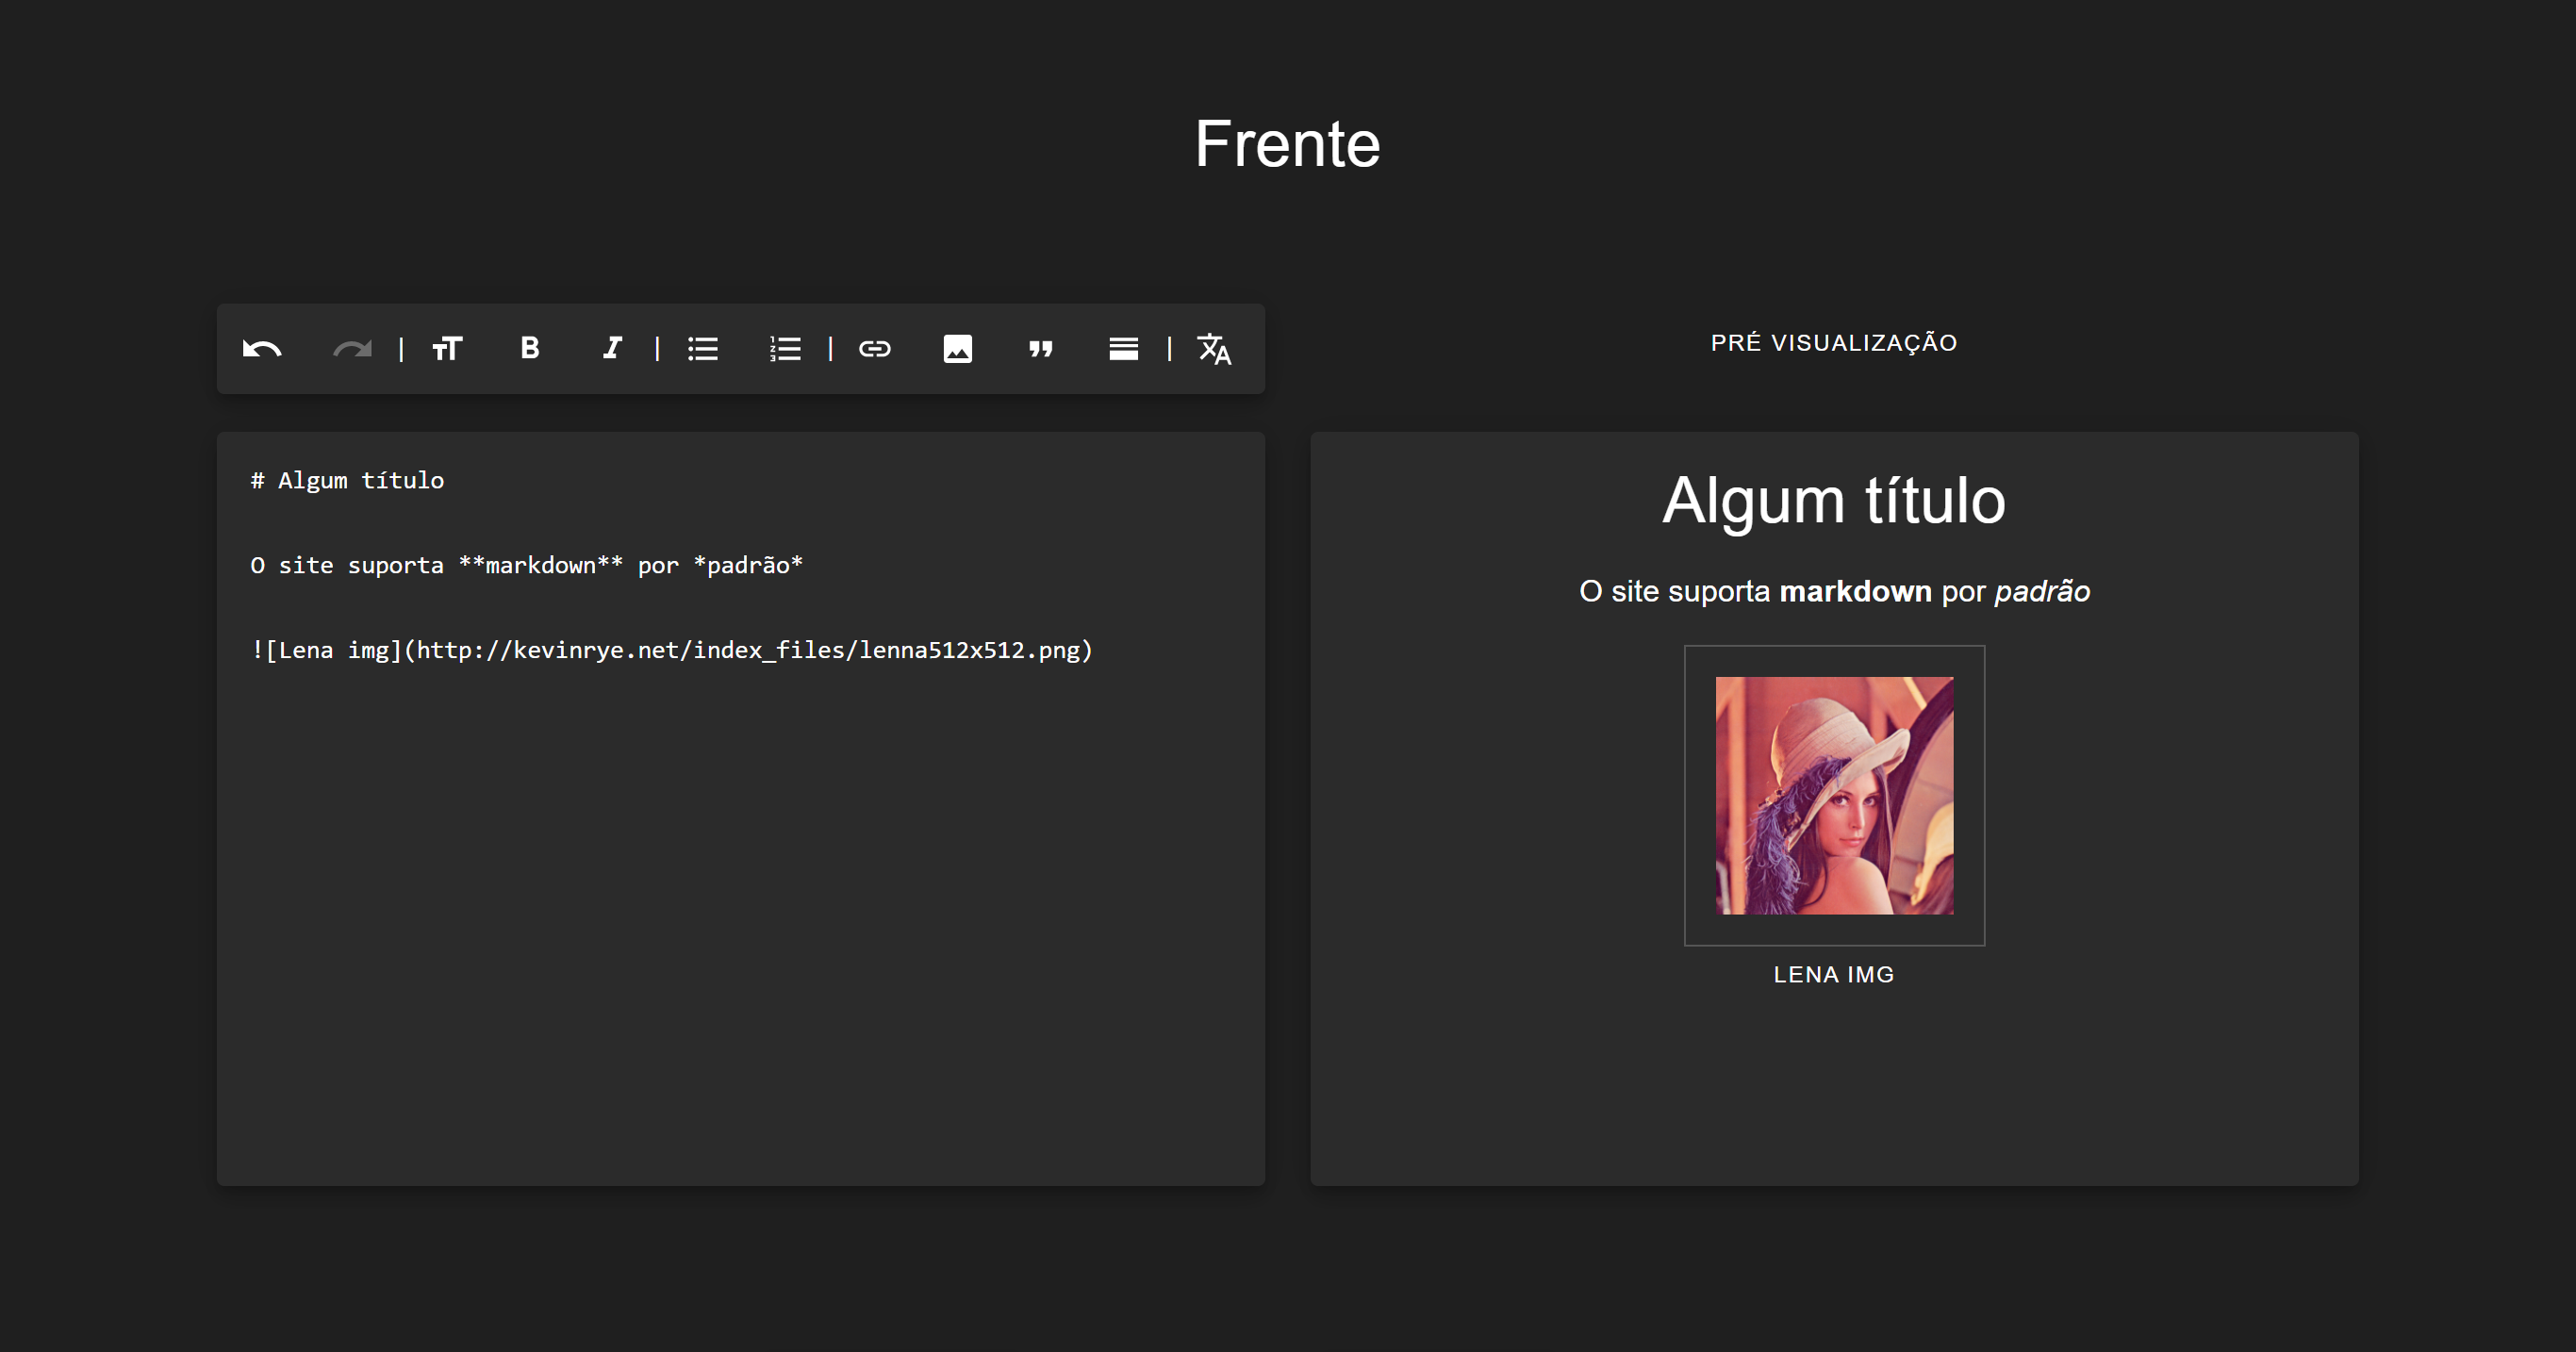 Frente
PRÉ VISUALIZAÇÃO
# Algum título
O site suporta **markdown** por *padrão*
![Lena img](http://kevinrye.net/index_files/lenna512x512.png)
Algum título
O site suporta markdown por padrão
LENA IMG